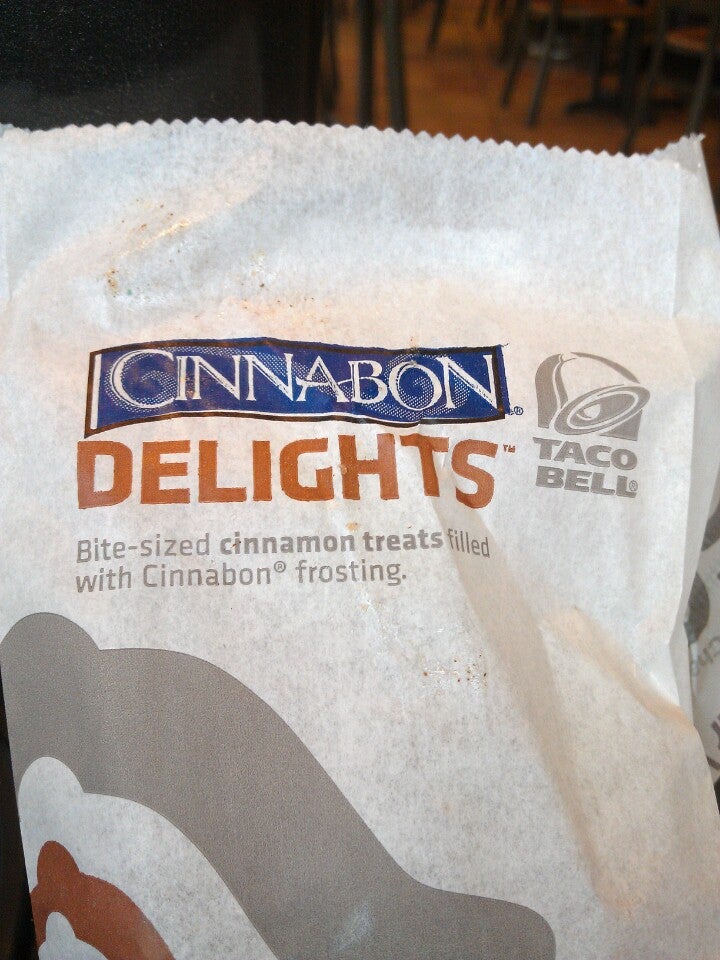 CINNABON®
DELIGHTS™
TACO
BELL®
Bite-sized cinnamon treats filled
with Cinnabon® frosting.